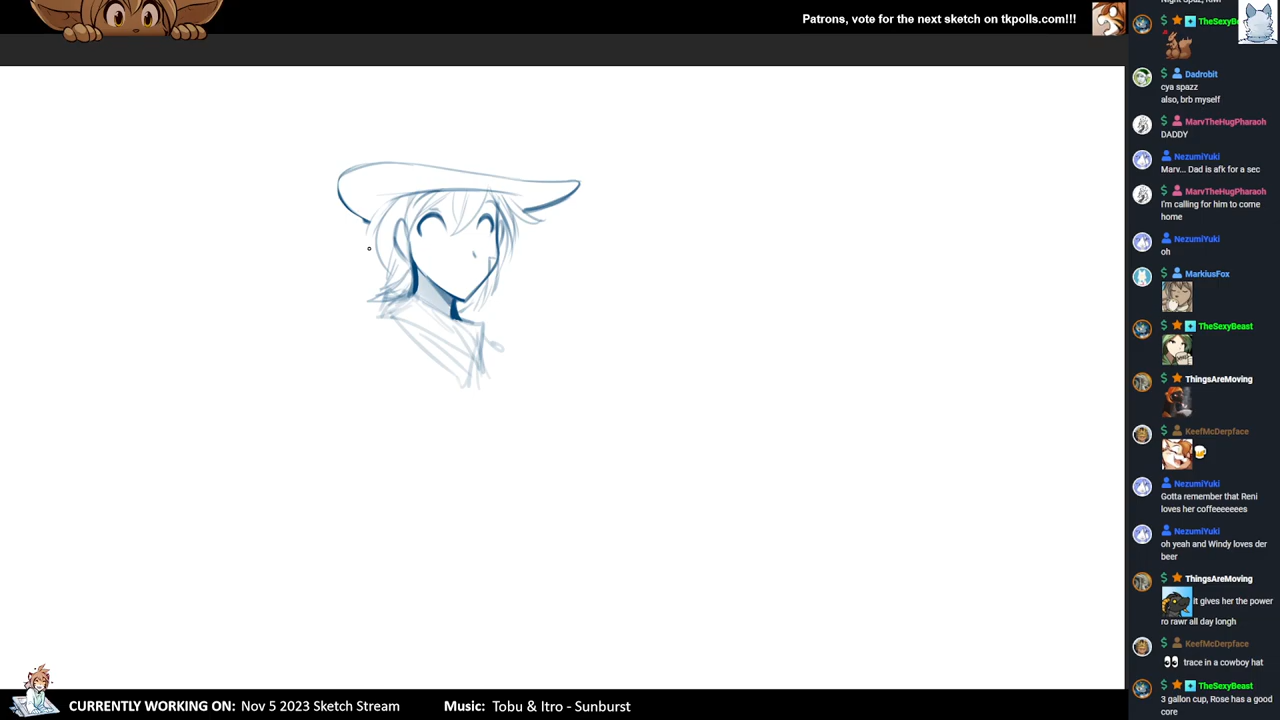 Patrons, vote for the next sketch on tkpolls.com!!!
TheSexyBe
Dadrobit
cya spazz
also, brb myself
MarvTheHugPharaoh
DADDY
NezumiYuki
Marv... Dad is afk for a sec
MarvTheHugPharaoh
I'm calling for him to come
home
NezumiYuki
oh
MarkiusFox
TheSexyBeast
ThingsAreMoving
KeefMcDerpface
NezumiYuki
Gotta remember that Reni
loves her coffeeeeeees
NezumiYuki
oh yeah and Windy loves der
beer
ThingsAreMoving
it gives her the power
ro rawr all day longh
KeefMcDerpface
trace in a cowboy hat
TheSexyBeast
3 gallon cup, Rose has a good
core
CURRENTLY WORKING ON: Nov 5 2023 Sketch Stream
Music: Tobu & Itro - Sunburst